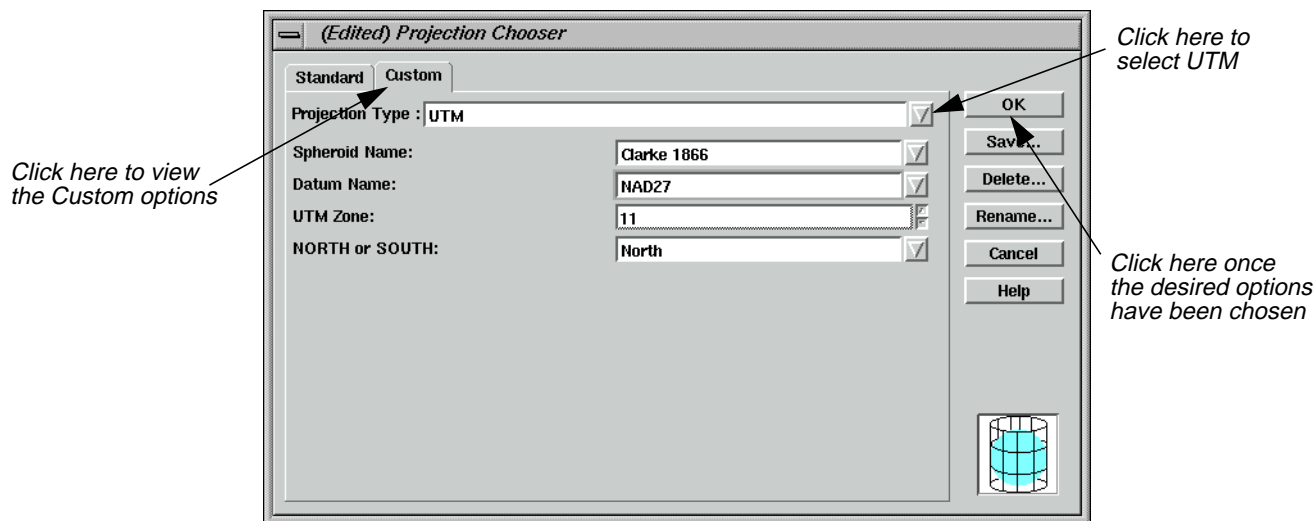 (Edited) Projection Chooser
Click here to
select UTM
Standard
Custom
Projection Type :
UTM
OK
Spheroid Name:
Clarke 1866
Save...
Click here to view
the Custom options
Datum Name:
NAD27
Delete...
UTM Zone:
11
Rename...
NORTH or SOUTH:
North
Cancel
Click here once
the desired options
have been chosen
Help